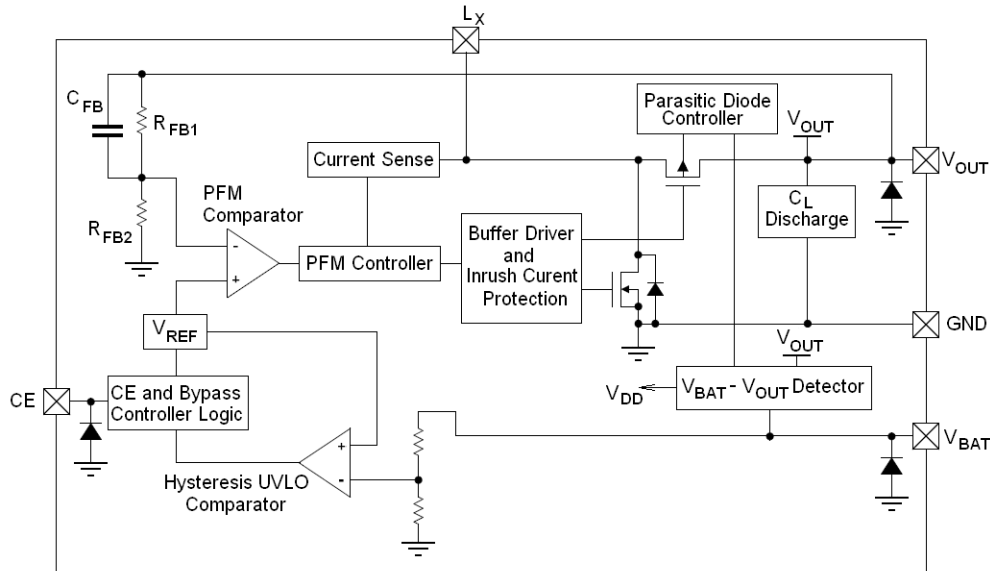 LX
CFB
RFB1
RFB2
Parasitic Diode
Controller
VOUT
VOUT
Current Sense
CL
Discharge
PFM
Comparator
-
+
PFM Controller
Buffer Driver
and
Inrush Curent
Protection
VREF
GND
VOUT
CE
CE and Bypass
Controller Logic
VDD
VBAT - VOUT Detector
+
-
VBAT
Hysteresis UVLO
Comparator